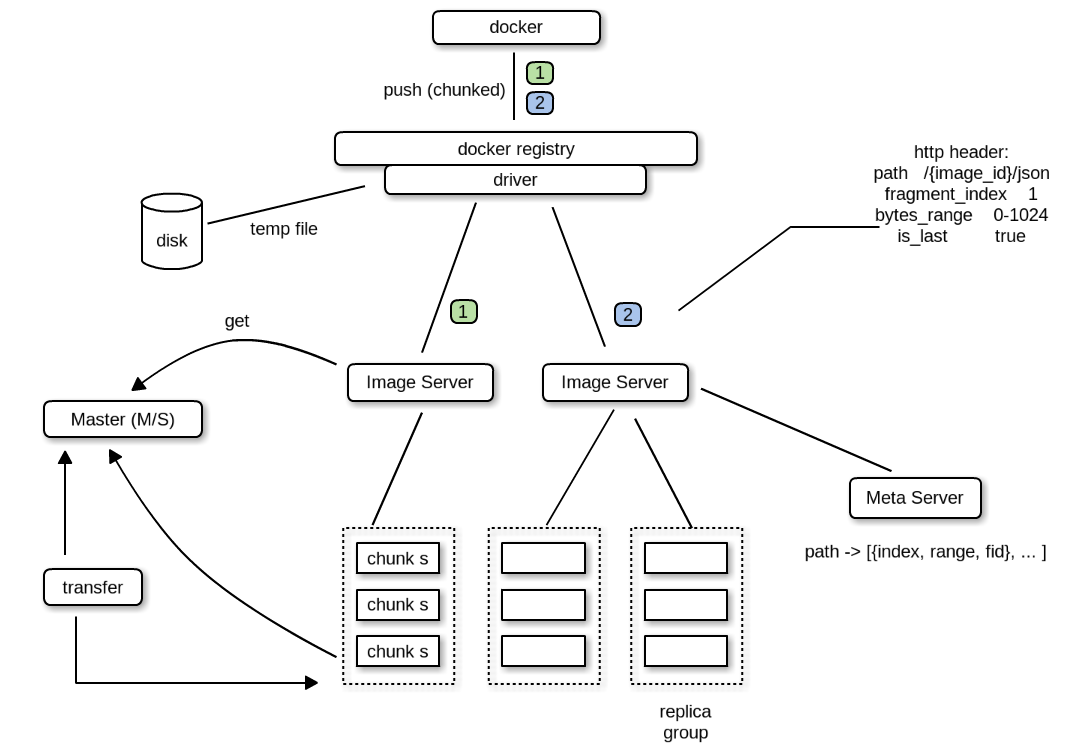 docker
push (chunked)
1
2
docker registry
driver
http header:
path /{image_id}/json
fragment_index 1
bytes_range 0-1024
is_last true
disk
temp file
1
2
get
Image Server
Image Server
Master (M/S)
Meta Server
path -> [{index, range, fid}, ... ]
transfer
chunk s
chunk s
chunk s
replica
group